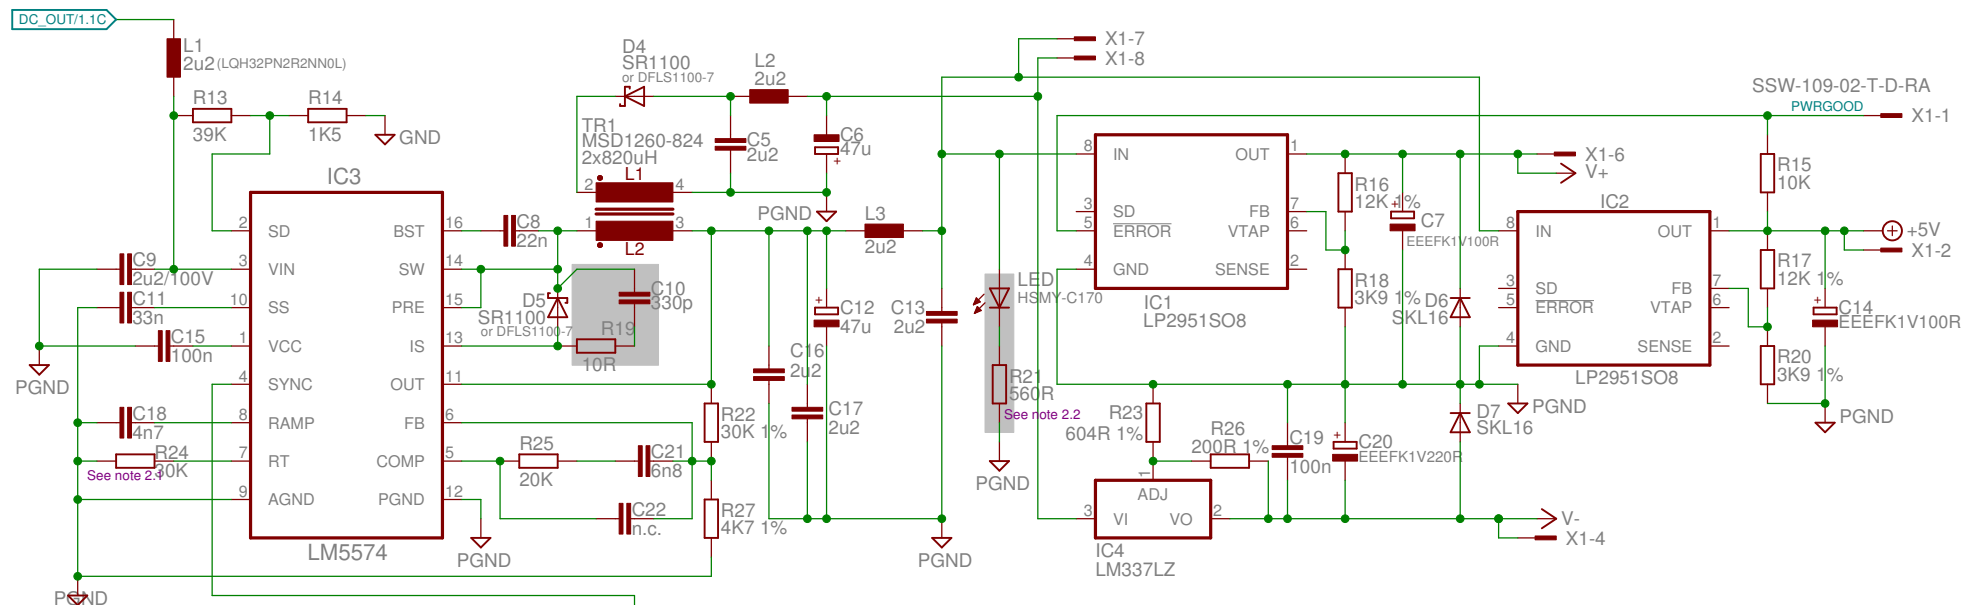 DC_OUT/1.1C
L1
2u2 (LQH32PN2R2NN0L)
R13
39K
R14
1K5
GND
D4
SR1100
or DFLS1100-7
L2
2u2
X1-7
X1-8
SSW-109-02-T-D-RA
PWRGOOD
X1-1
TR1
MSD1260-824
2x820uH
L1
2
4
1
3
L2
C5
2u2
C6
47u
+
PGND
L3
2u2
IC3
2 SD
3 VIN
10 SS
1 VCC
4 SYNC
8 RAMP
7 RT
9 AGND
BST 16
SW 14
PRE 15
IS 13
OUT 11
FB 6
COMP 5
PGND 12
LM5574
C9
2u2/100V
C11
33n
C15
100n
PGND
C18
4n7
R24
30K
See note 2.1
PGND
C8
22n
D5
SR1100
or DFLS1100-7
C10
330p
R19
10R
R25
20K
C21
6n8
C22
n.c.
PGND
R22
30K 1%
R27
4K7 1%
C16
2u2
C17
2u2
+
C12
47u
C13
2u2
PGND
LED
HSMY-C170
R21
560R
See note 2.2
PGND
8 IN
3 SD
5 ERROR
4 GND
OUT 1
FB 7
VTAP 6
SENSE 2
IC1
LP2951SO8
R16
12K 1%
R18
3K9 1%
+
C7
EEEFK1V100R
X1-6
V+
D6
SKL16
D7
SKL16
PGND
IC2
8 IN
3 SD
5 ERROR
4 GND
OUT 1
FB 7
VTAP 6
SENSE 2
LP2951SO8
R15
10K
R17
12K 1%
R20
3K9 1%
+5V
X1-2
+
C14
EEEFK1V100R
PGND
R23
604R 1%
R26
200R 1%
C19
100n
+
C20
EEEFK1V220R
1
ADJ
3 VI
VO 2
IC4
LM337LZ
V-
X1-4